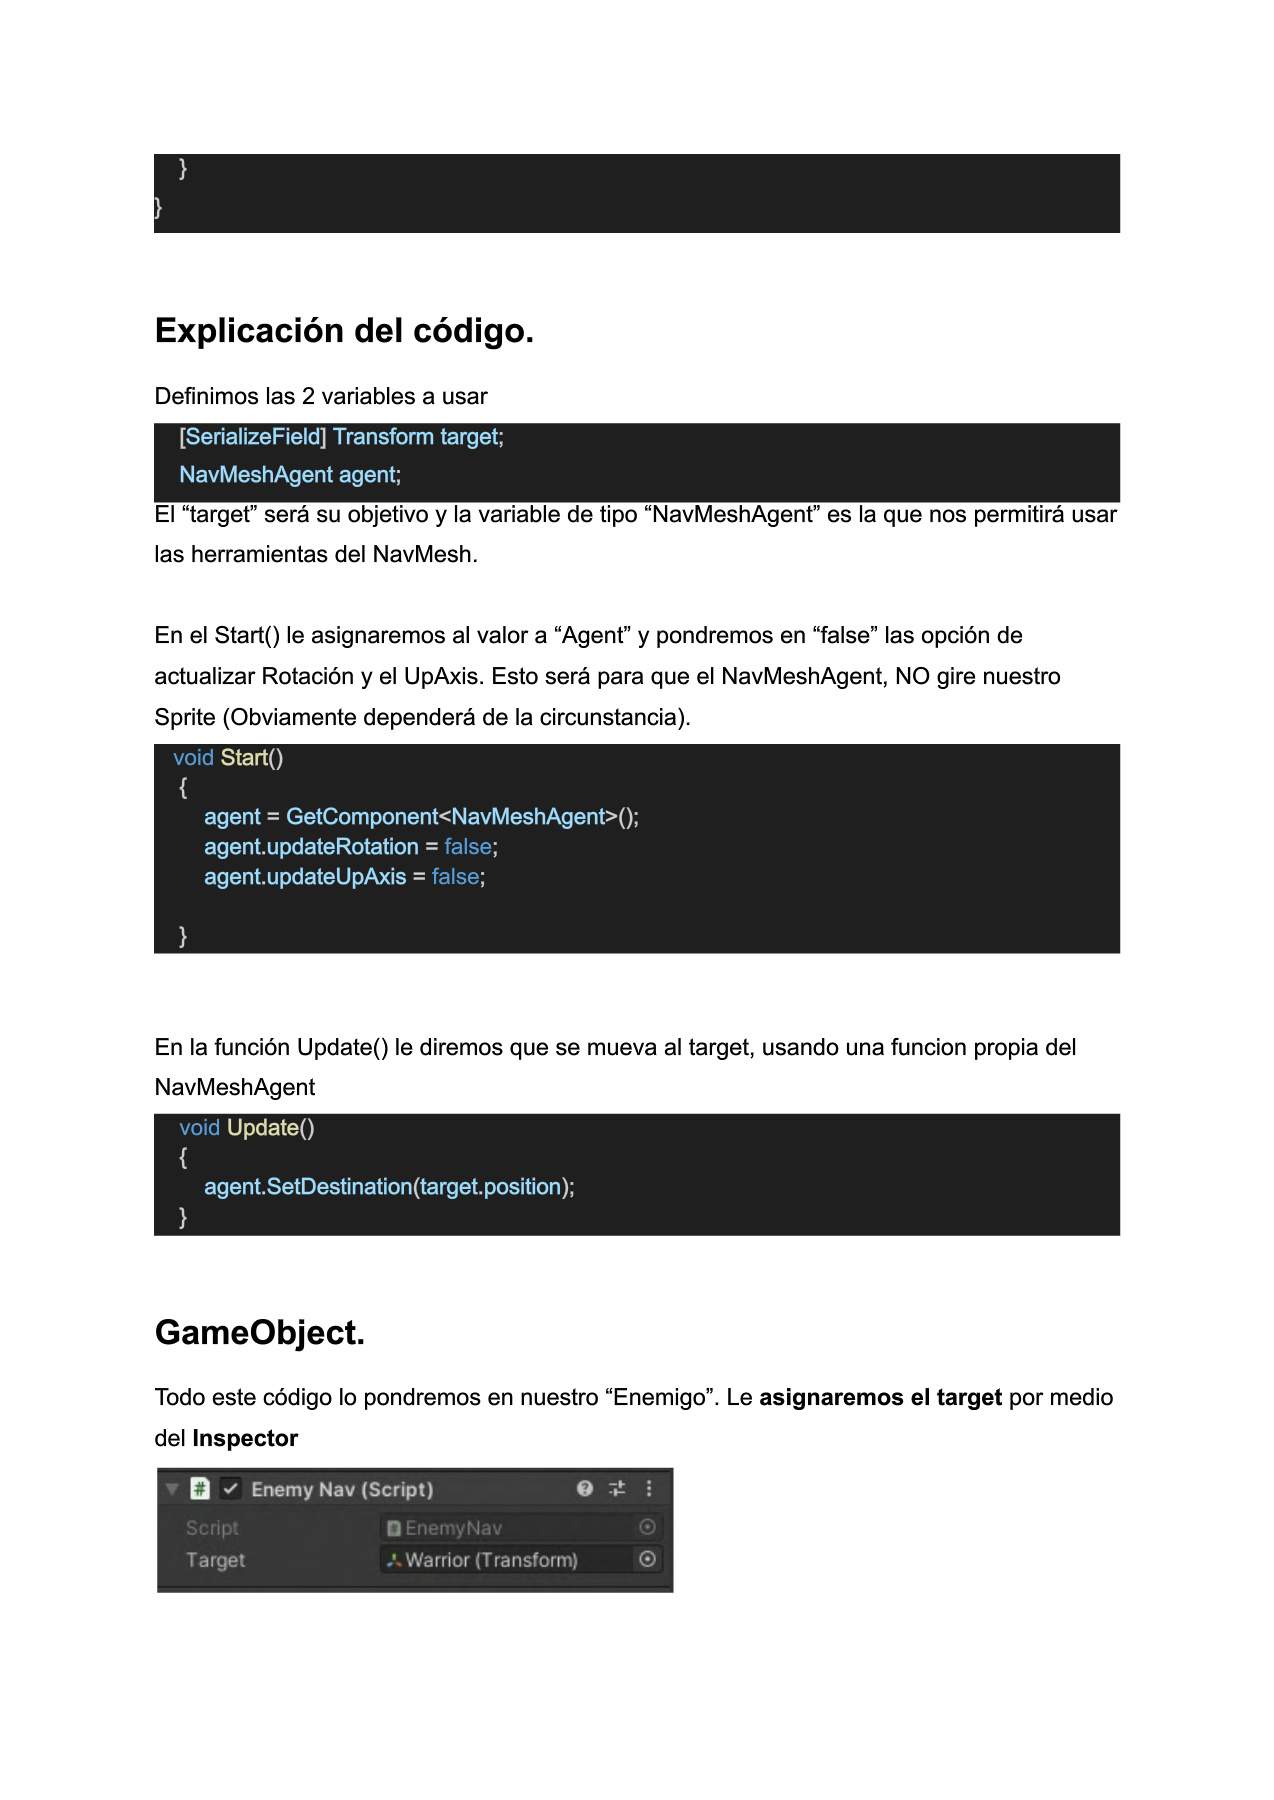 }
}
Explicación del código.
Definimos las 2 variables a usar
[SerializeField] Transform target;
NavMeshAgent agent;
El “target” será su objetivo y la variable de tipo “NavMeshAgent” es la que nos permitirá usar
las herramientas del NavMesh.
En el Start() le asignaremos al valor a “Agent” y pondremos en “false” las opción de
actualizar Rotación y el UpAxis. Esto será para que el NavMeshAgent, NO gire nuestro
Sprite (Obviamente dependerá de la circunstancia).
void Start()
{
agent = GetComponent<NavMeshAgent>();
agent.updateRotation = false;
agent.updateUpAxis = false;
}
En la función Update() le diremos que se mueva al target, usando una funcion propia del
NavMeshAgent
void Update()
{
agent.SetDestination(target.position);
}
GameObject.
Todo este código lo pondremos en nuestro “Enemigo”. Le asignaremos el target por medio
del Inspector
# Enemy Nav (Script)
Script # EnemyNav
Target Warrior (Transform)